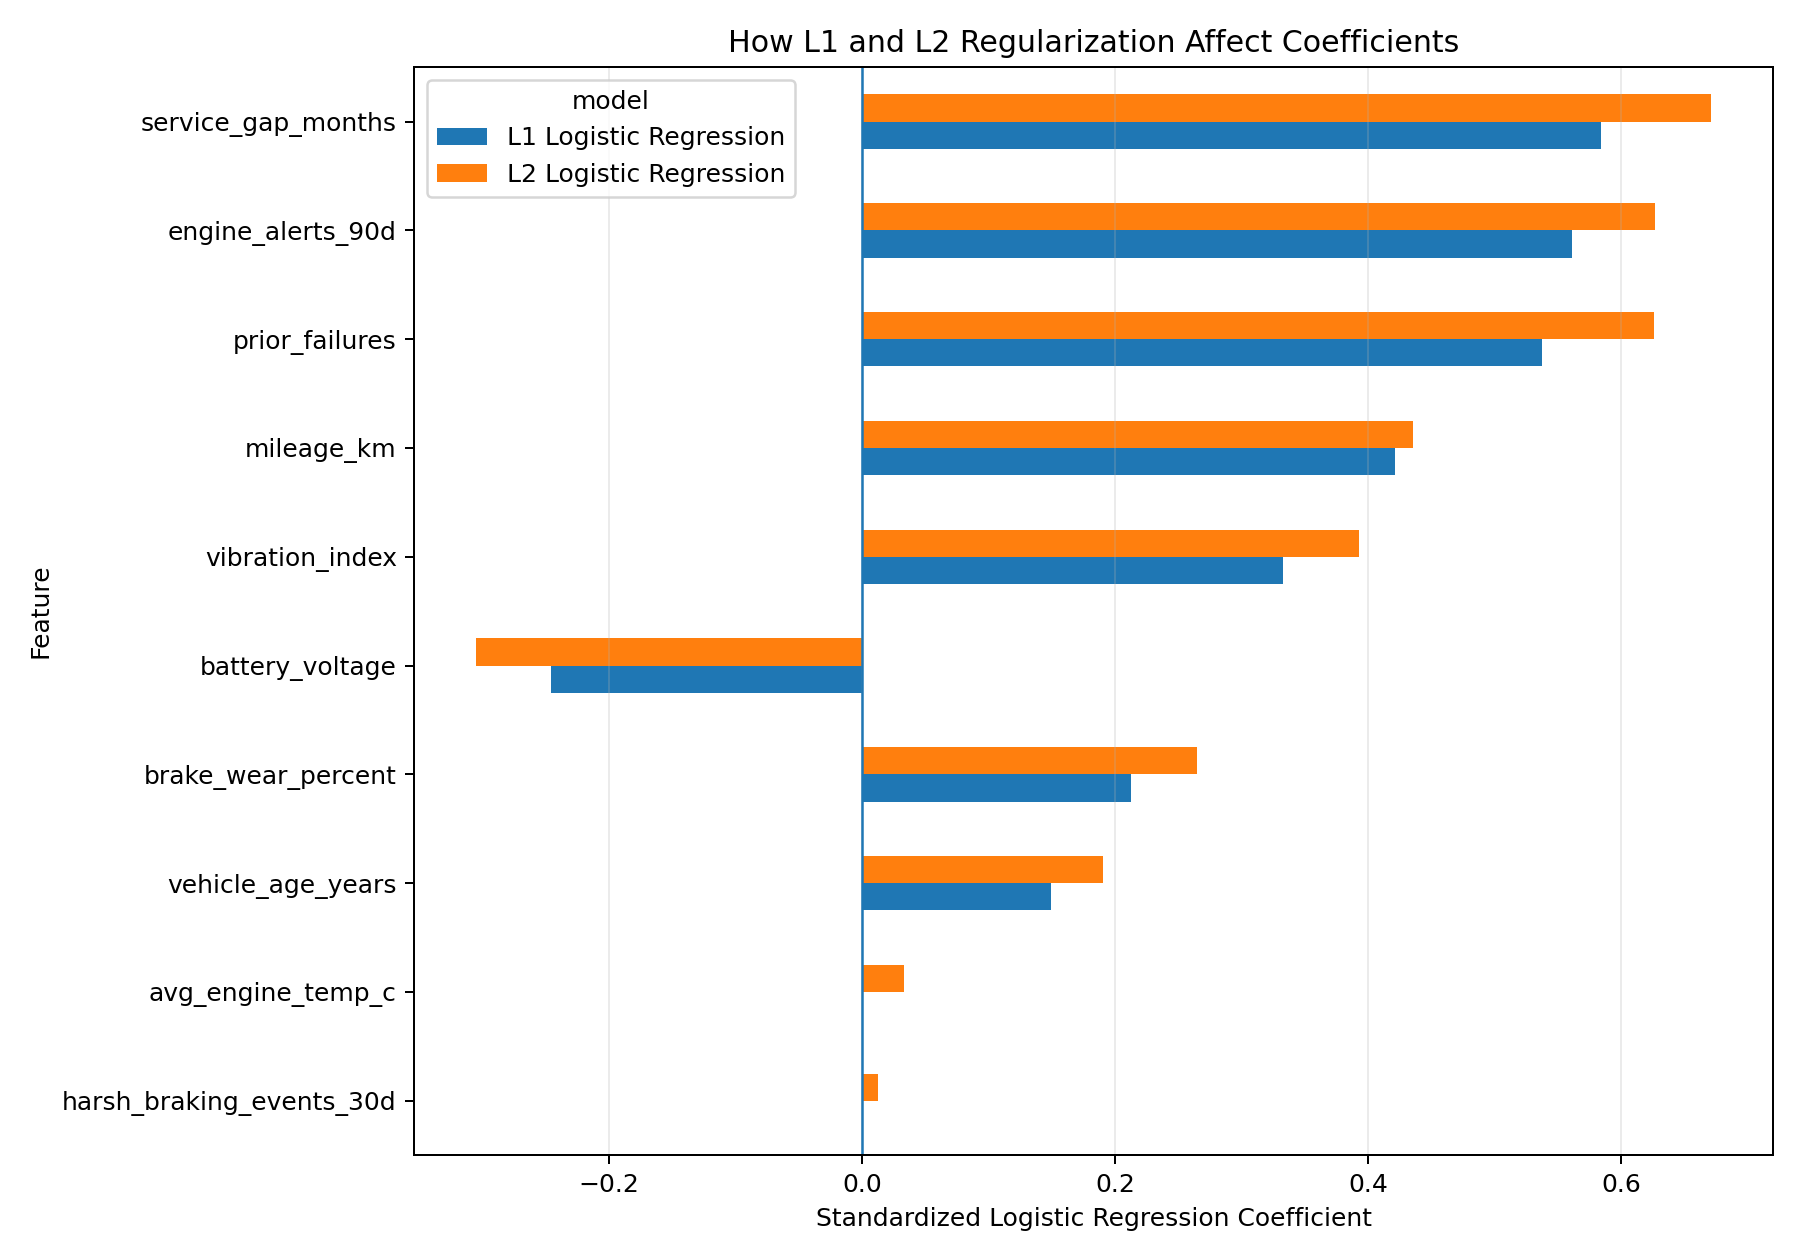 How L1 and L2 Regularization Affect Coefficients
model
L1 Logistic Regression
L2 Logistic Regression
service_gap_months
engine_alerts_90d
prior_failures
mileage_km
vibration_index
battery_voltage
brake_wear_percent
vehicle_age_years
avg_engine_temp_c
harsh_braking_events_30d
Feature
−0.2 0.0 0.2 0.4 0.6
Standardized Logistic Regression Coefficient